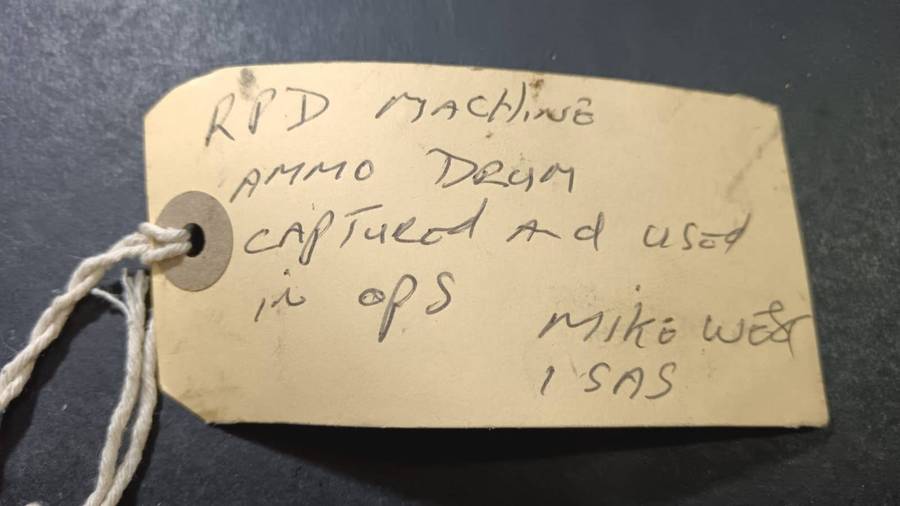 RPD MACHINE
AMMO DRUM
CAPTURED And USED
in OPS
MIKE WEST
1 SAS